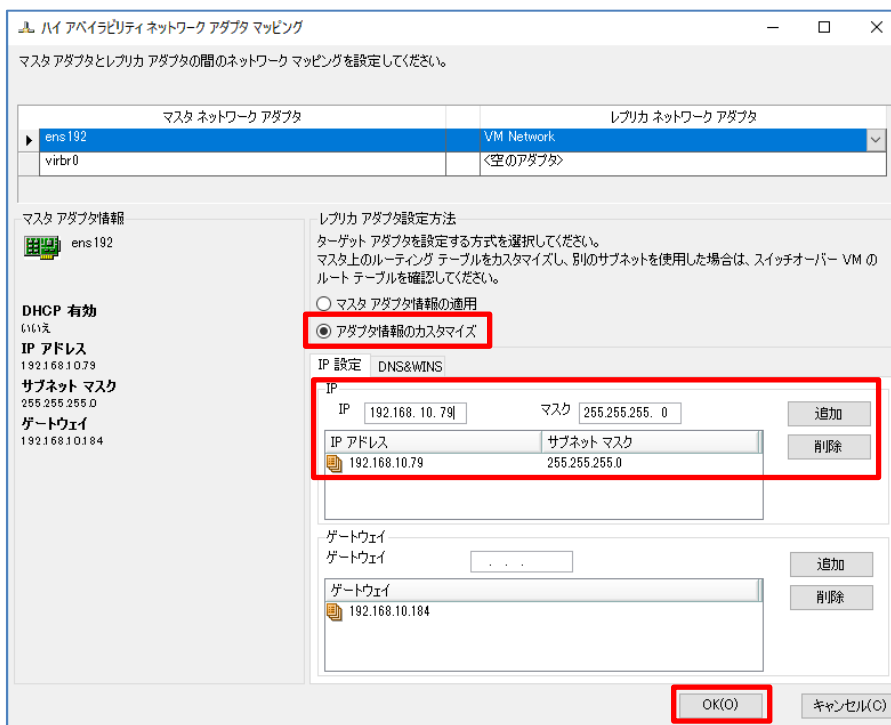 ハイ アベイラビリティ ネットワーク アダプタ マッピング
マスタ アダプタとレプリカ アダプタの間のネットワーク マッピングを設定してください。
マスタ ネットワーク アダプタ レプリカ ネットワーク アダプタ
ens192 VM Network
virbr0 <空のアダプタ>
マスタ アダプタ情報
ens192
DHCP 有効
いいえ
IP アドレス
192.168.10.79
サブネット マスク
255.255.255.0
ゲートウェイ
192.168.10.184
レプリカ アダプタ設定方法
ターゲット アダプタを設定する方式を選択してください。
マスタ上のルーティング テーブルをカスタマイズし、別のサブネットを使用した場合は、スイッチオーバー VM の
ルート テーブルを確認してください。
マスタ アダプタ情報の適用
アダプタ情報のカスタマイズ
IP 設定 DNS&WINS
IP
IP 192.168. 10. 79 マスク 255.255.255. 0 追加
IP アドレス サブネット マスク 削除
192.168.10.79 255.255.255.0
ゲートウェイ
ゲートウェイ . . . 追加
ゲートウェイ 削除
192.168.10.184
OK(O) キャンセル(C)